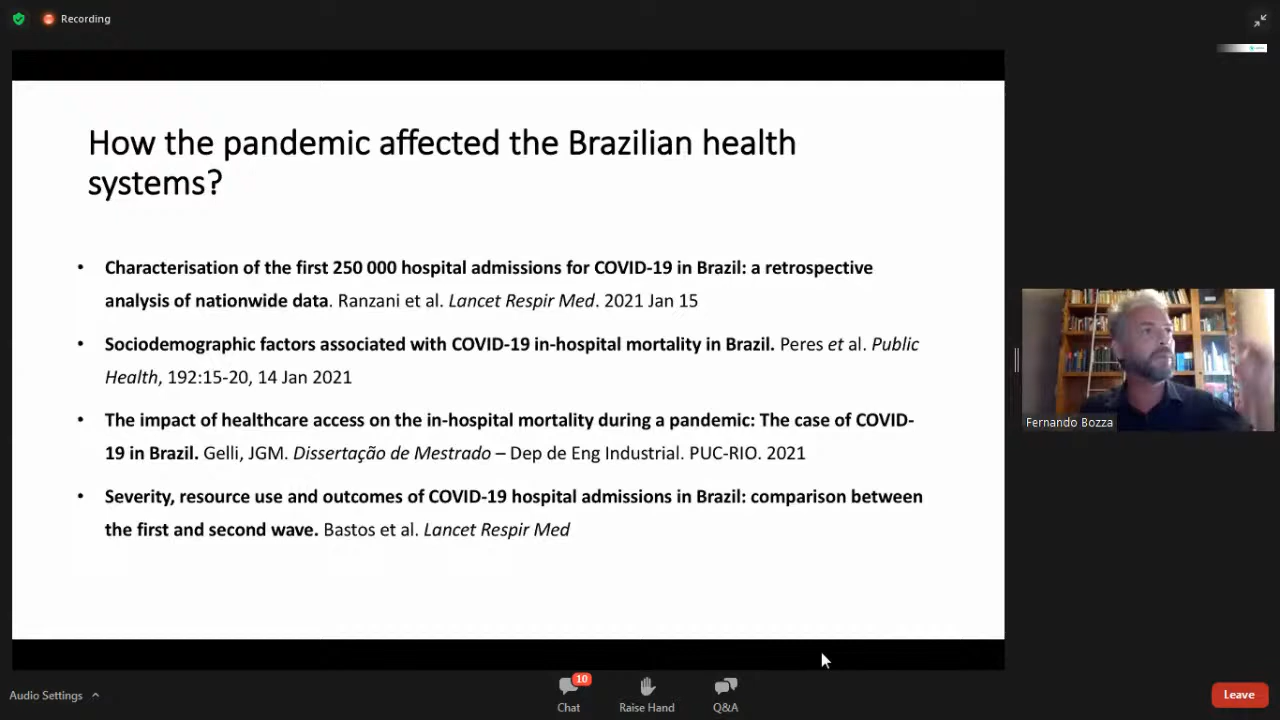 Recording
How the pandemic affected the Brazilian health
systems?
• Characterisation of the first 250 000 hospital admissions for COVID-19 in Brazil: a retrospective
analysis of nationwide data. Ranzani et al. Lancet Respir Med. 2021 Jan 15
• Sociodemographic factors associated with COVID-19 in-hospital mortality in Brazil. Peres et al. Public
Health, 192:15-20, 14 Jan 2021
• The impact of healthcare access on the in-hospital mortality during a pandemic: The case of COVID-
19 in Brazil. Gelli, JGM. Dissertação de Mestrado – Dep de Eng Industrial. PUC-RIO. 2021
• Severity, resource use and outcomes of COVID-19 hospital admissions in Brazil: comparison between
the first and second wave. Bastos et al. Lancet Respir Med
Fernando Bozza
Audio Settings
10
Chat
Raise Hand
Q&A
Leave